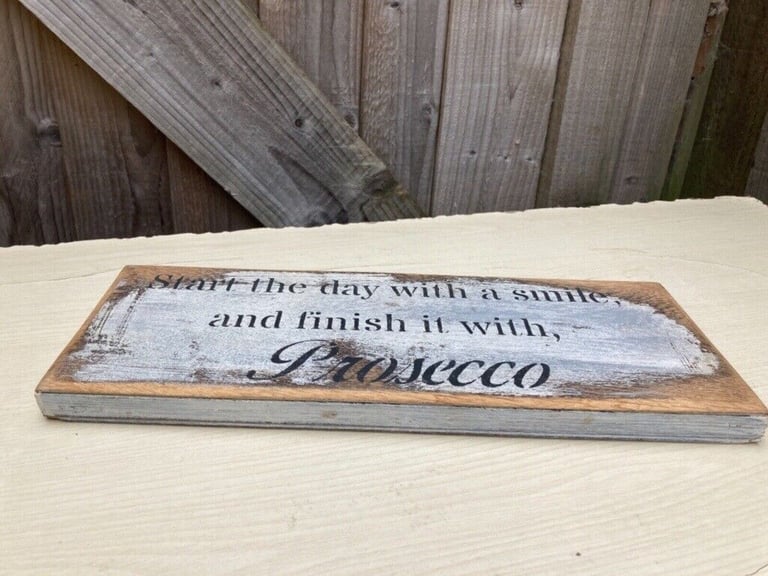 Start the day with a smile,
and finish it with,
Prosecco